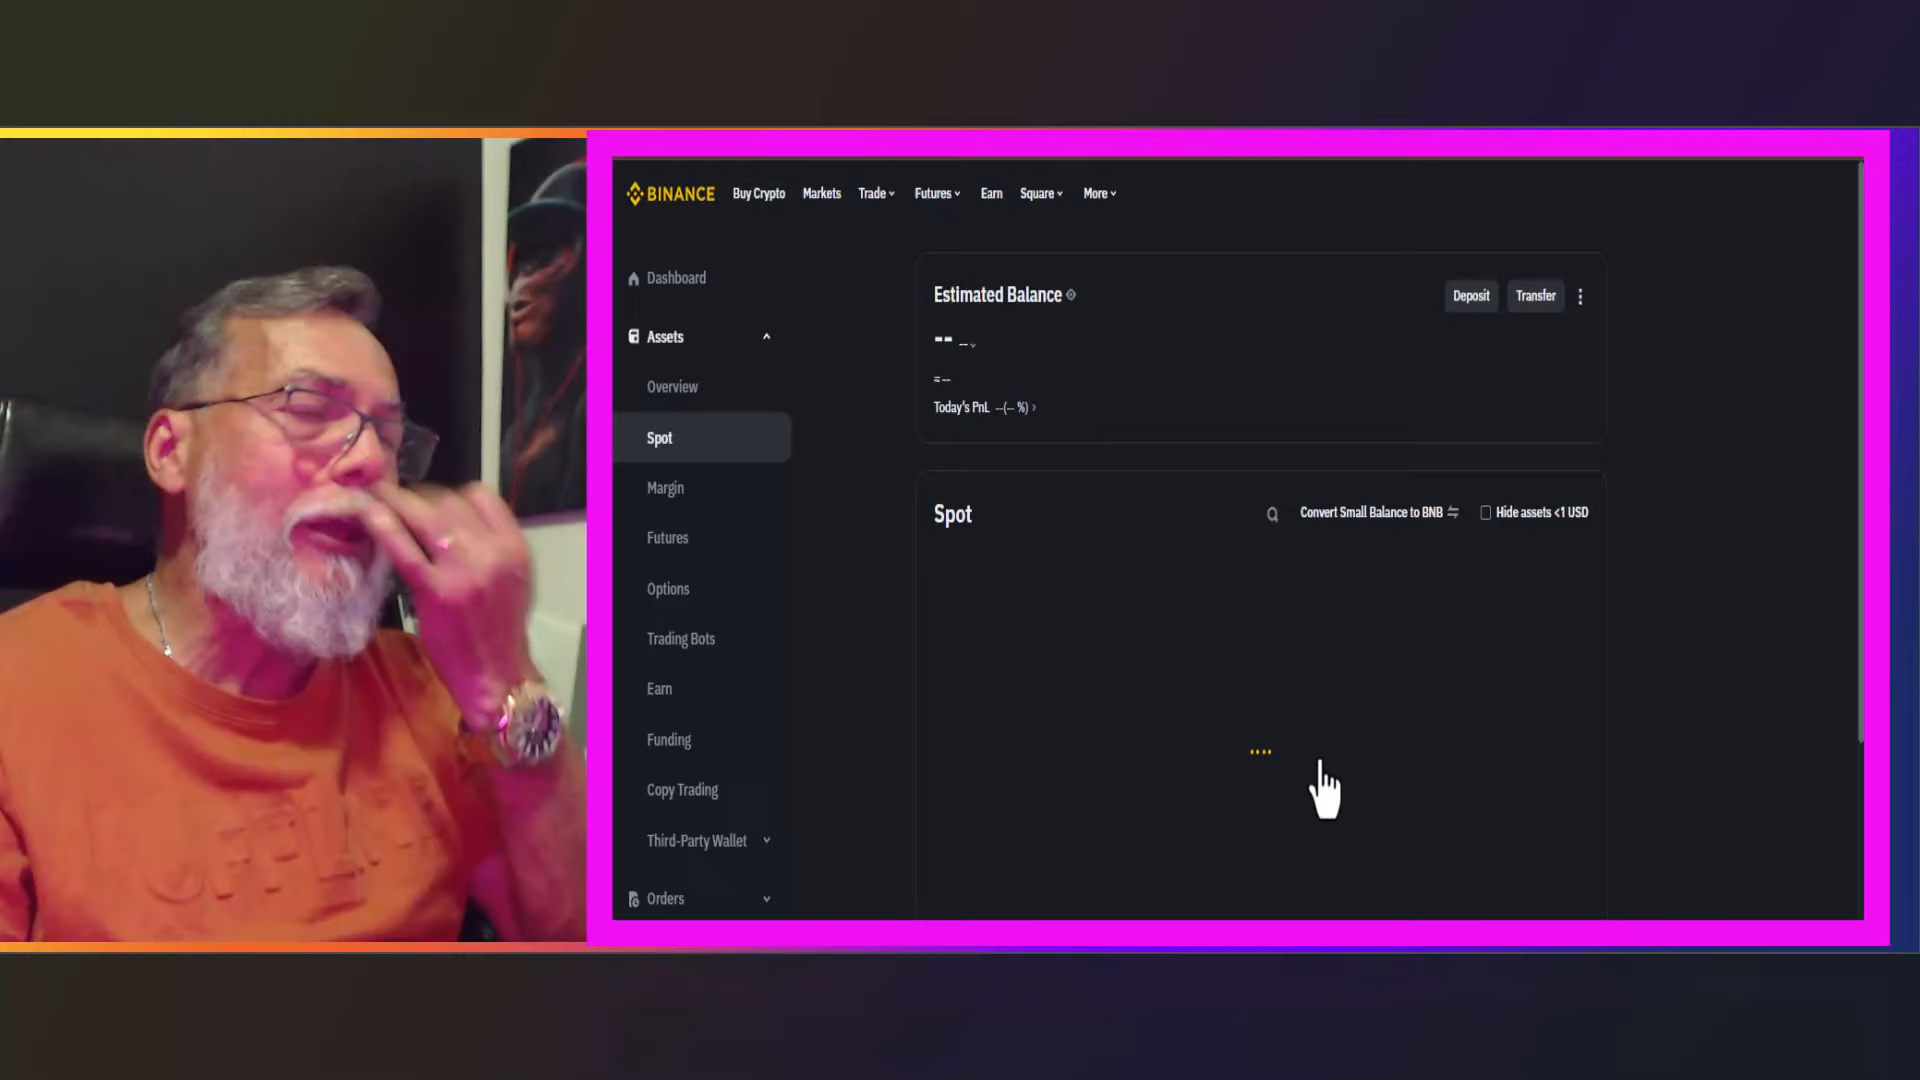 BINANCE Buy Crypto Markets Trade Futures Earn Square More
Dashboard
Assets
Overview
Spot
Margin
Futures
Options
Trading Bots
Earn
Funding
Copy Trading
Third-Party Wallet
Orders
Estimated Balance
Deposit Transfer
-- --
≈ --
Today's PnL --(-- %)
Spot
Convert Small Balance to BNB
Hide assets <1 USD